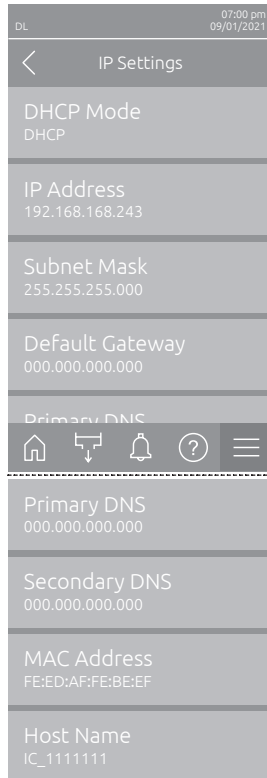 07:00 pm
DL 09/01/2021
IP Settings
DHCP Mode
DHCP
IP Address
192.168.168.243
Subnet Mask
255.255.255.000
Default Gateway
000.000.000.000
Primary DNS
?
Primary DNS
000.000.000.000
Secondary DNS
000.000.000.000
MAC Address
FE:ED:AF:FE:BE:EF
Host Name
IC_1111111